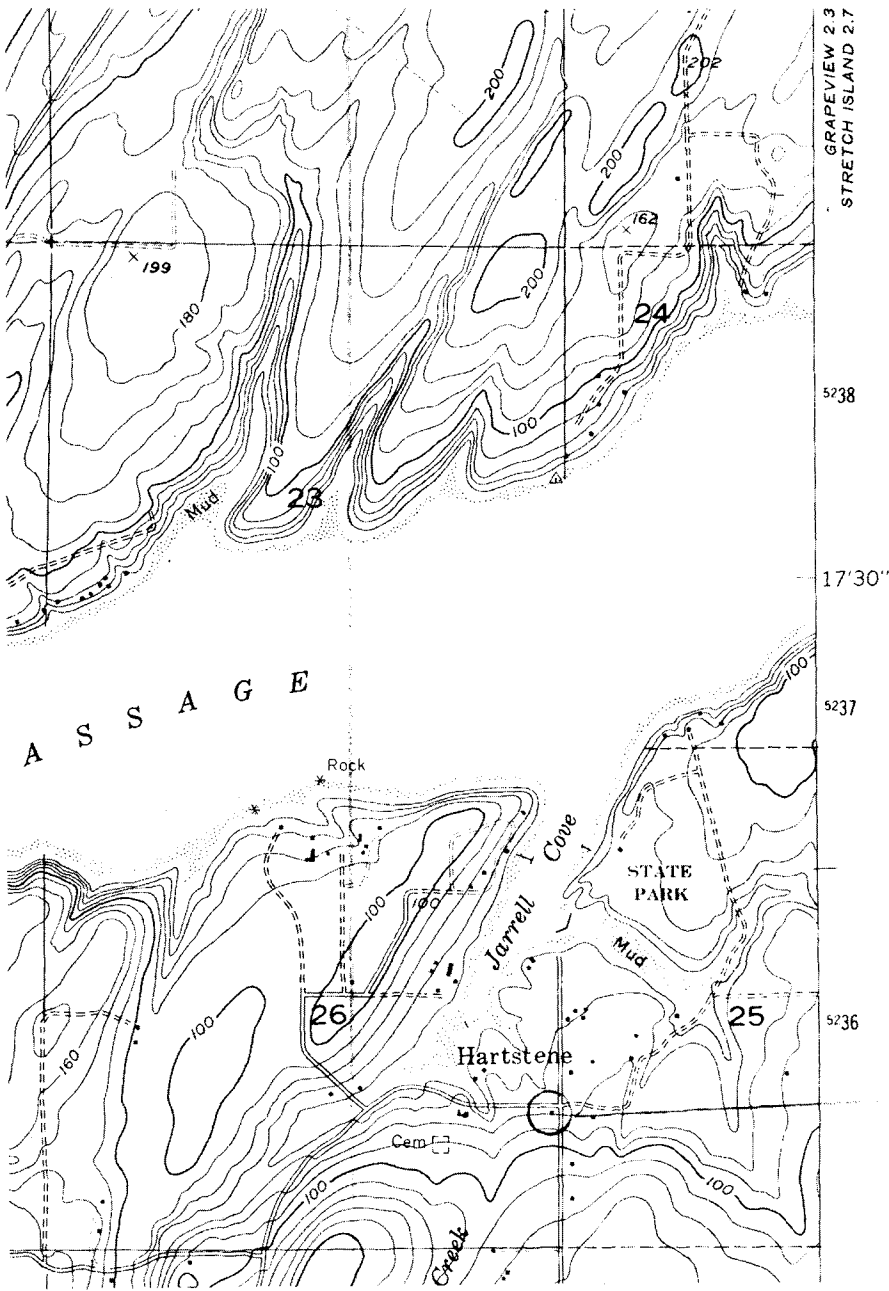 GRAPEVIEW 2.3
STRETCH ISLAND 2.7
200
202
200
162
199
200
180
24
5238
100
100
23
Mud
17'30"
100
5237
A S S A G E
Rock
Jarrell Cove
STATE
PARK
100
100
Mud
26
25
5236
100
160
Hartstene
Cem
100
100
Creek